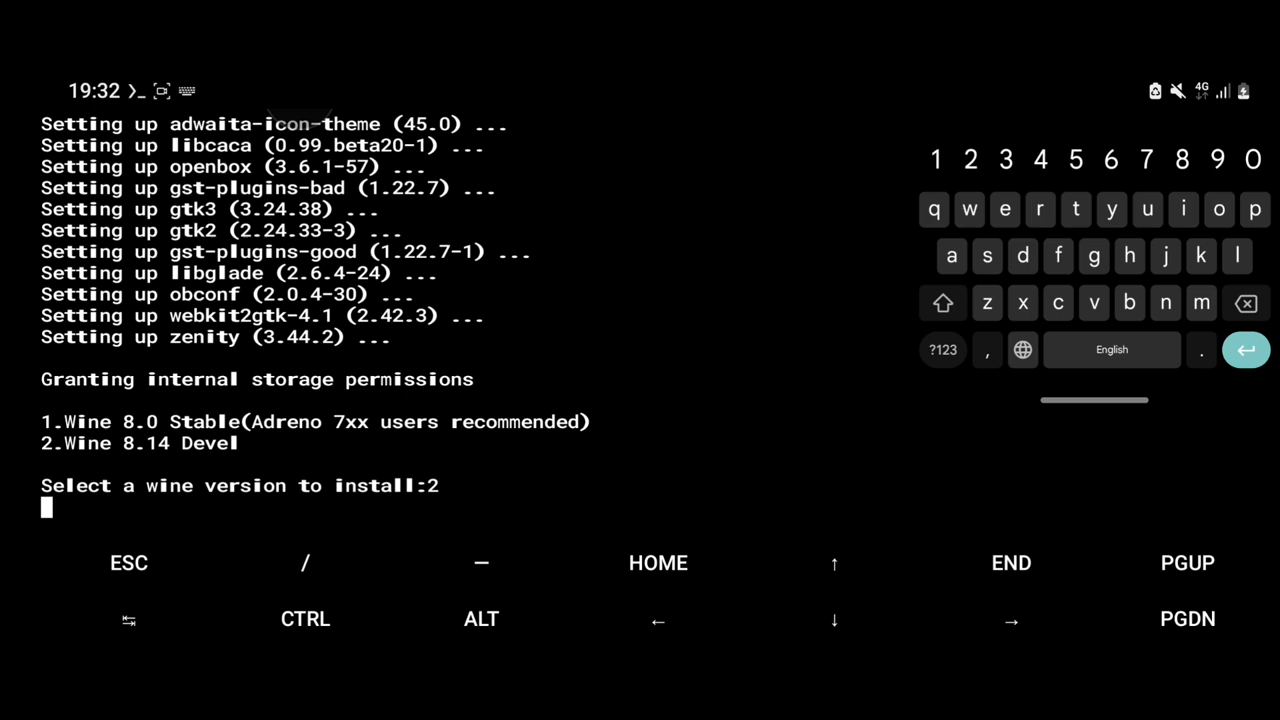 19:32
4G
Setting up adwaita-icon-theme (45.0) ...
Setting up libcaca (0.99.beta20-1) ...
Setting up openbox (3.6.1-57) ...
Setting up gst-plugins-bad (1.22.7) ...
Setting up gtk3 (3.24.38) ...
Setting up gtk2 (2.24.33-3) ...
Setting up gst-plugins-good (1.22.7-1) ...
Setting up libglade (2.6.4-24) ...
Setting up obconf (2.0.4-30) ...
Setting up webkit2gtk-4.1 (2.42.3) ...
Setting up zenity (3.44.2) ...
Granting internal storage permissions
1.Wine 8.0 Stable(Adreno 7xx users recommended)
2.Wine 8.14 Devel
Select a wine version to install:2
1 2 3 4 5 6 7 8 9 0
q w e r t y u i o p
a s d f g h j k l
z x c v b n m
?123 , English .
ESC / — HOME ↑ END PGUP
↹ CTRL ALT ← ↓ → PGDN